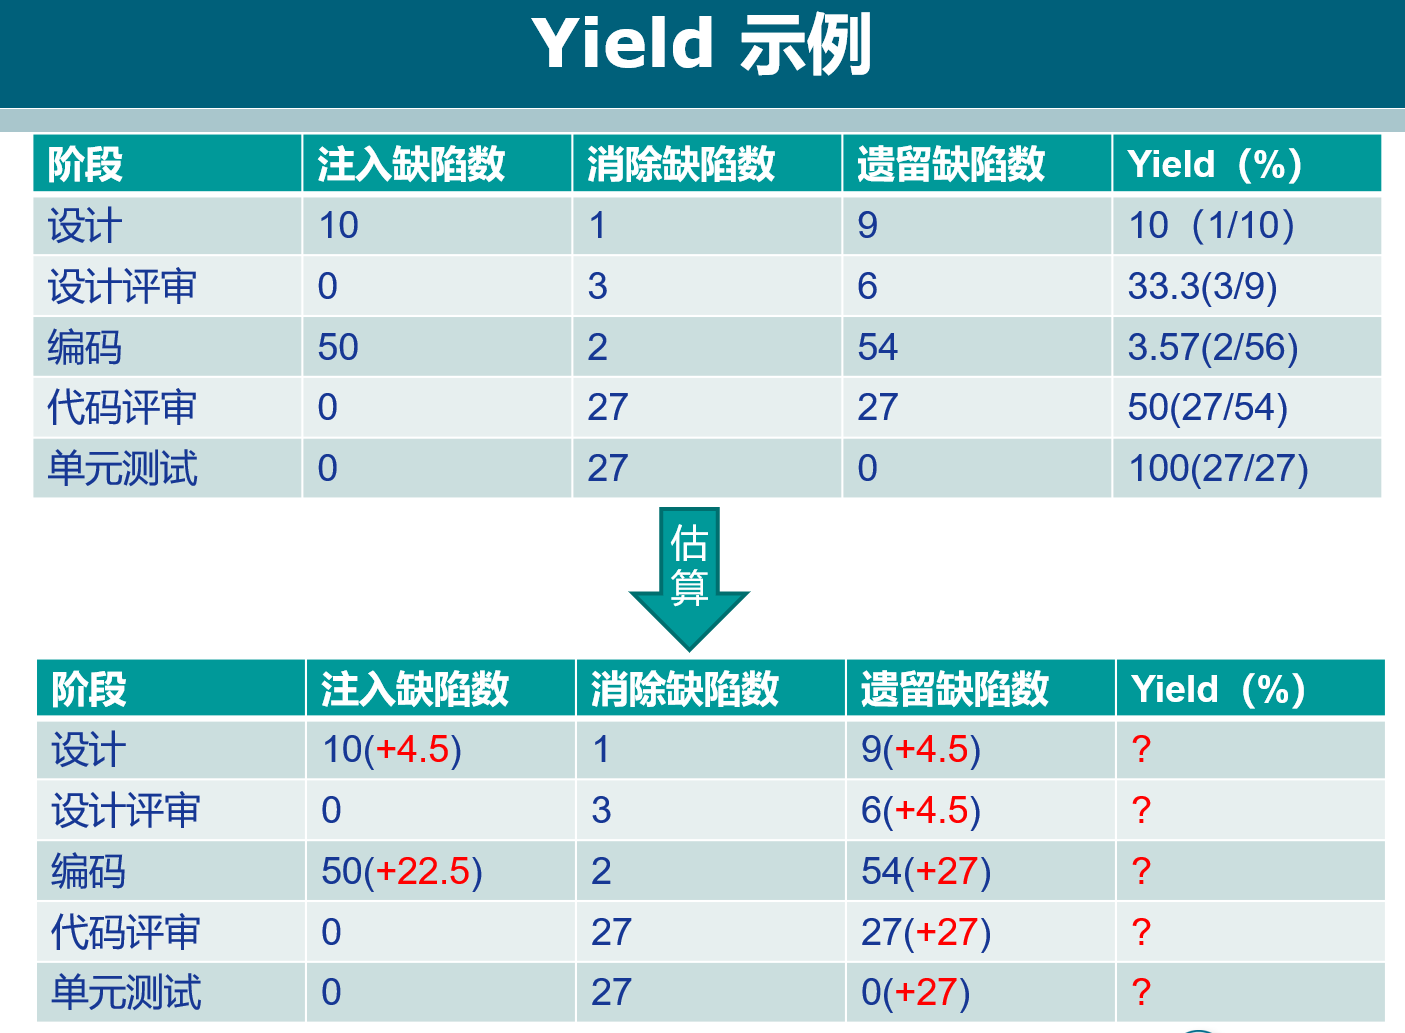 Yield 示例
阶段 注入缺陷数 消除缺陷数 遗留缺陷数 Yield（%）
设计 10 1 9 10（1/10）
设计评审 0 3 6 33.3(3/9)
编码 50 2 54 3.57(2/56)
代码评审 0 27 27 50(27/54)
单元测试 0 27 0 100(27/27)
估
算
阶段 注入缺陷数 消除缺陷数 遗留缺陷数 Yield（%）
设计 10(+4.5) 1 9(+4.5) ?
设计评审 0 3 6(+4.5) ?
编码 50(+22.5) 2 54(+27) ?
代码评审 0 27 27(+27) ?
单元测试 0 27 0(+27) ?